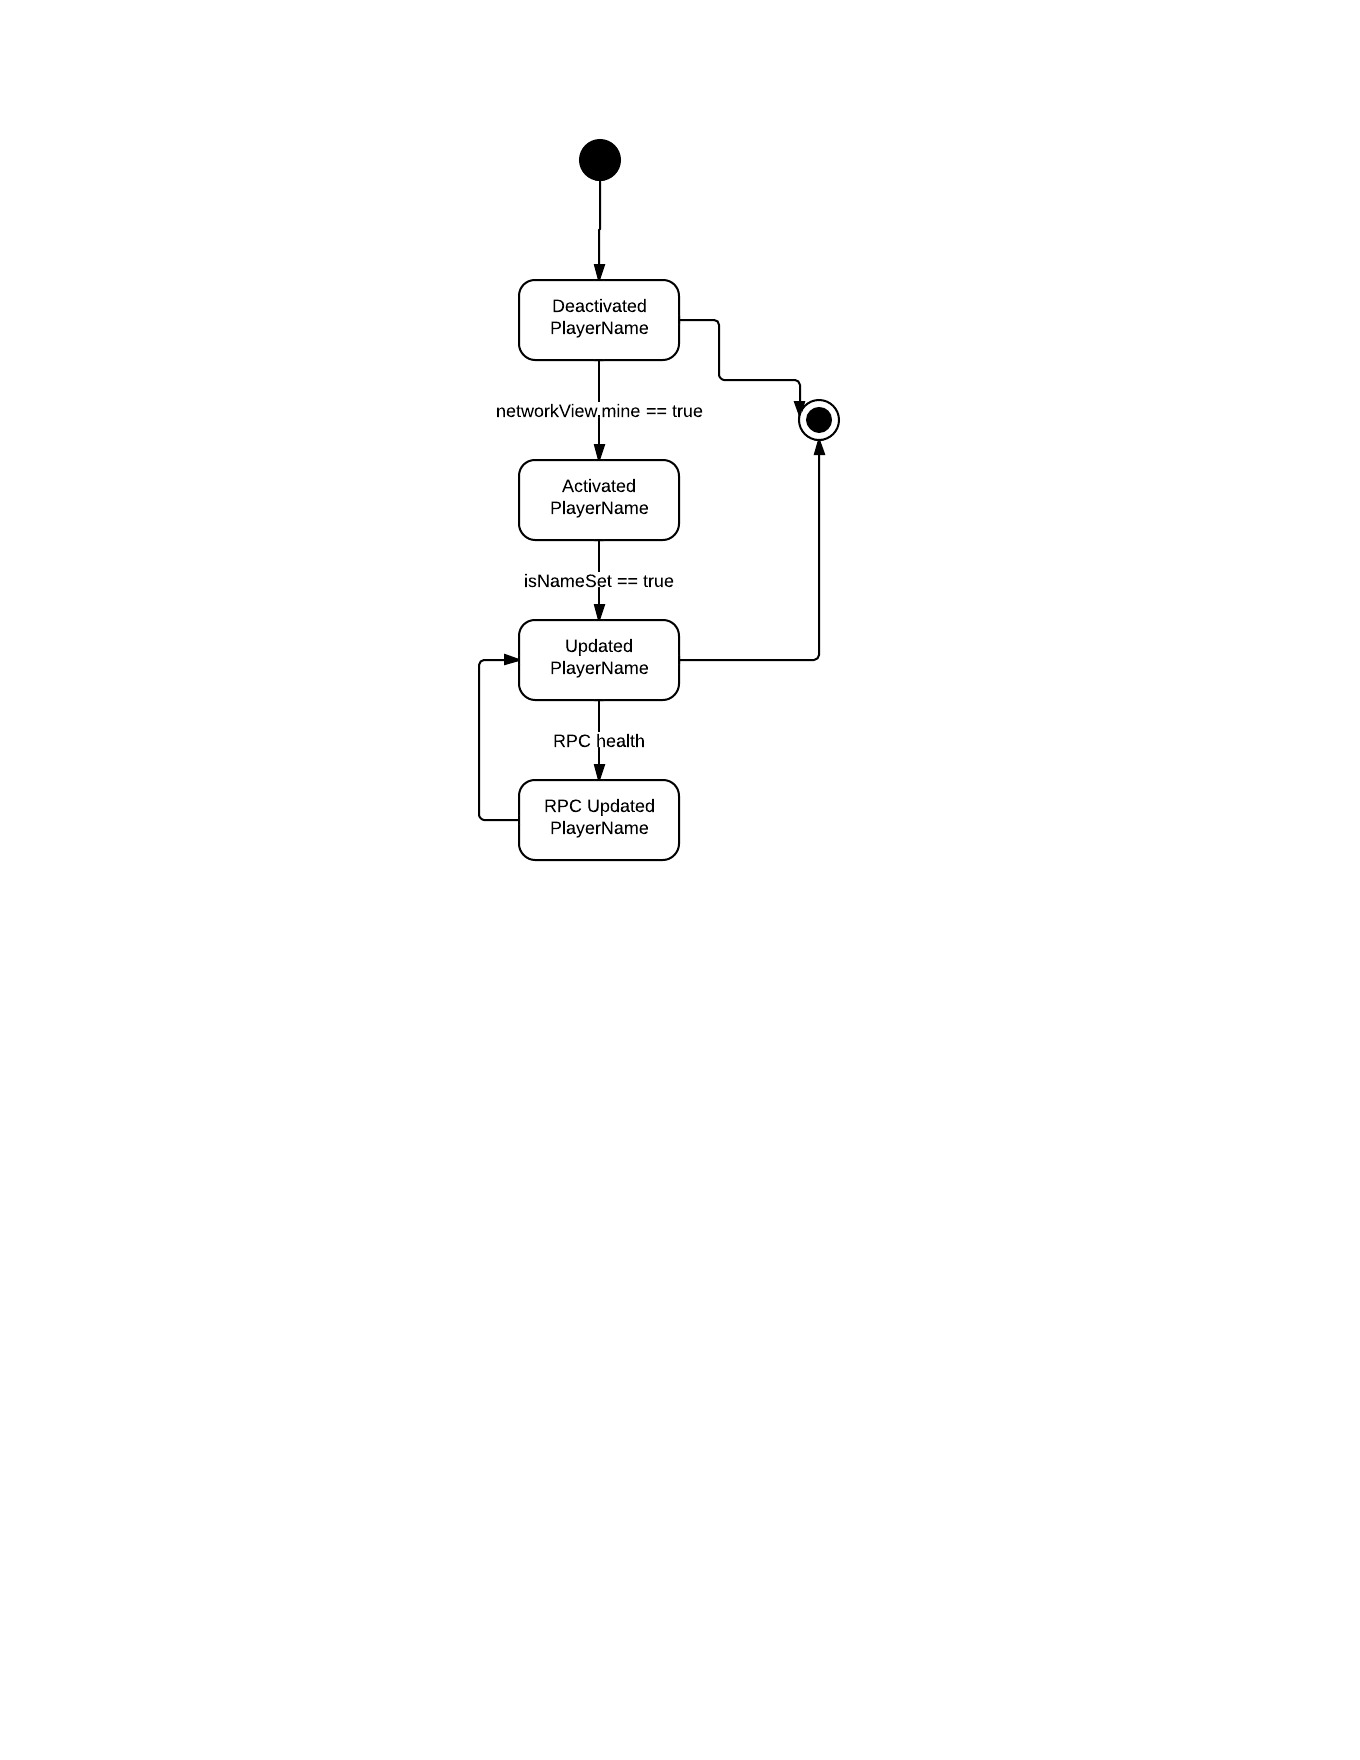 Deactivated
PlayerName
networkView.mine == true
Activated
PlayerName
isNameSet == true
Updated
PlayerName
RPC health
RPC Updated
PlayerName